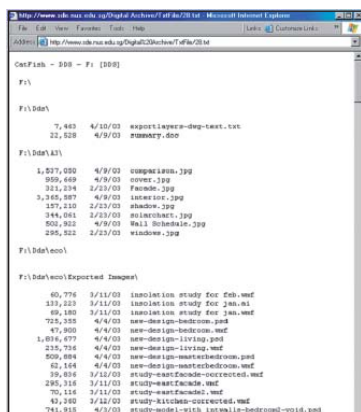 http://www.sde.nus.edu.sg/Digital Archive/TxtFile/28.txt - Microsoft Internet Explorer
File Edit View Favorites Tools Help Links Customize Links
Address http://www.sde.nus.edu.sg/Digital%20Archive/TxtFile/28.txt
CatFish - DDS - F: [DDS]
F:\
F:\Dds\
7,463 4/10/03 exportlayers-dwg-text.txt
22,528 4/9/03 summary.doc
F:\Dds\A3\
1,537,080 4/9/03 comparison.jpg
959,669 4/9/03 cover.jpg
321,234 2/23/03 Facade.jpg
3,365,587 4/9/03 interior.jpg
157,210 2/23/03 shadow.jpg
344,061 2/23/03 solarchart.jpg
502,922 4/9/03 Wall Schedule.jpg
295,522 2/23/03 windows.jpg
F:\Dds\eco\
F:\Dds\eco\Exported Images\
60,776 3/11/03 insolation study for feb.wmf
133,223 3/11/03 insolation study for jan.ai
69,180 3/11/03 insolation study for jan.wmf
725,355 4/4/03 new-design-bedroom.psd
47,900 4/4/03 new-design-bedroom.wmf
1,836,677 4/4/03 new-design-living.psd
235,736 4/4/03 new-design-living.wmf
509,884 4/4/03 new-design-masterbedroom.psd
62,164 4/4/03 new-design-masterbedroom.wmf
39,836 3/12/03 study-eastfacade-corrected.wmf
295,316 3/11/03 study-eastfacade.wmf
70,116 3/11/03 study-eastfacade2.wmf
43,360 3/12/03 study-kitchen-corrected.wmf
741,915 4/3/03 study-model-with intwalls-bedroom2-void.psd